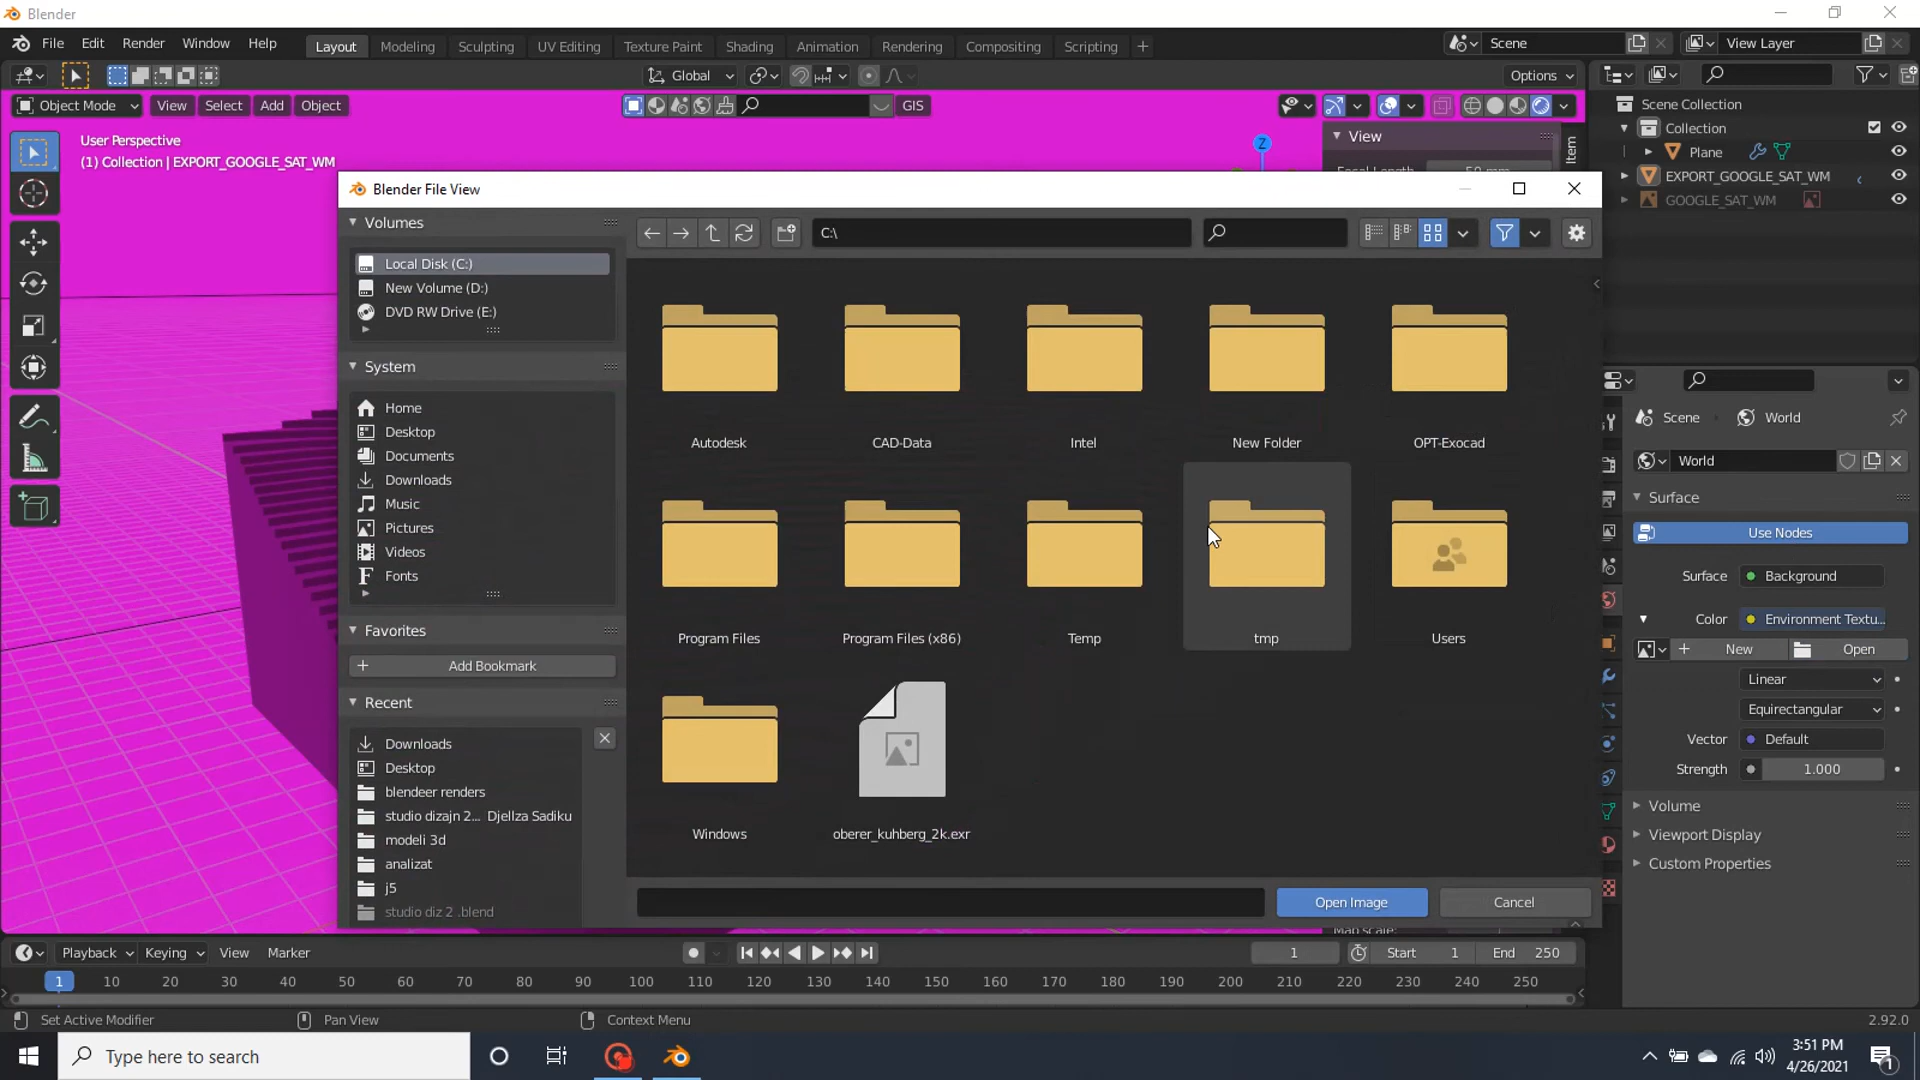 Blender
File Edit Render Window Help
Layout Modeling Sculpting UV Editing Texture Paint Shading Animation Rendering Compositing Scripting +
Scene
View Layer
Global
Options
Object Mode View Select Add Object
GIS
User Perspective
(1) Collection | EXPORT_GOOGLE_SAT_WM
Z
View
Item
Scene Collection
Collection
Plane
EXPORT_GOOGLE_SAT_WM
GOOGLE_SAT_WM
Blender File View
Volumes
Local Disk (C:)
New Volume (D:)
DVD RW Drive (E:)
System
Home
Desktop
Documents
Downloads
Music
Pictures
Videos
Fonts
Favorites
Add Bookmark
Recent
Downloads
Desktop
blendeer renders
studio dizajn 2... Djellza Sadiku
modeli 3d
analizat
j5
studio diz 2 .blend
C:\
Autodesk
CAD-Data
Intel
New Folder
OPT-Exocad
Program Files
Program Files (x86)
Temp
tmp
Users
Windows
oberer_kuhberg_2k.exr
Open Image
Cancel
Scene World
World
Surface
Use Nodes
Surface Background
Color Environment Textu...
New Open
Linear
Equirectangular
Vector Default
Strength 1.000
Volume
Viewport Display
Custom Properties
Playback Keying View Marker
1
Start 1
End 250
1 10 20 30 40 50 60 70 80 90 100 110 120 130 140 150 160 170 180 190 200 210 220 230 240 250
Set Active Modifier
Pan View
Context Menu
2.92.0
Type here to search
3:51 PM
4/26/2021
1